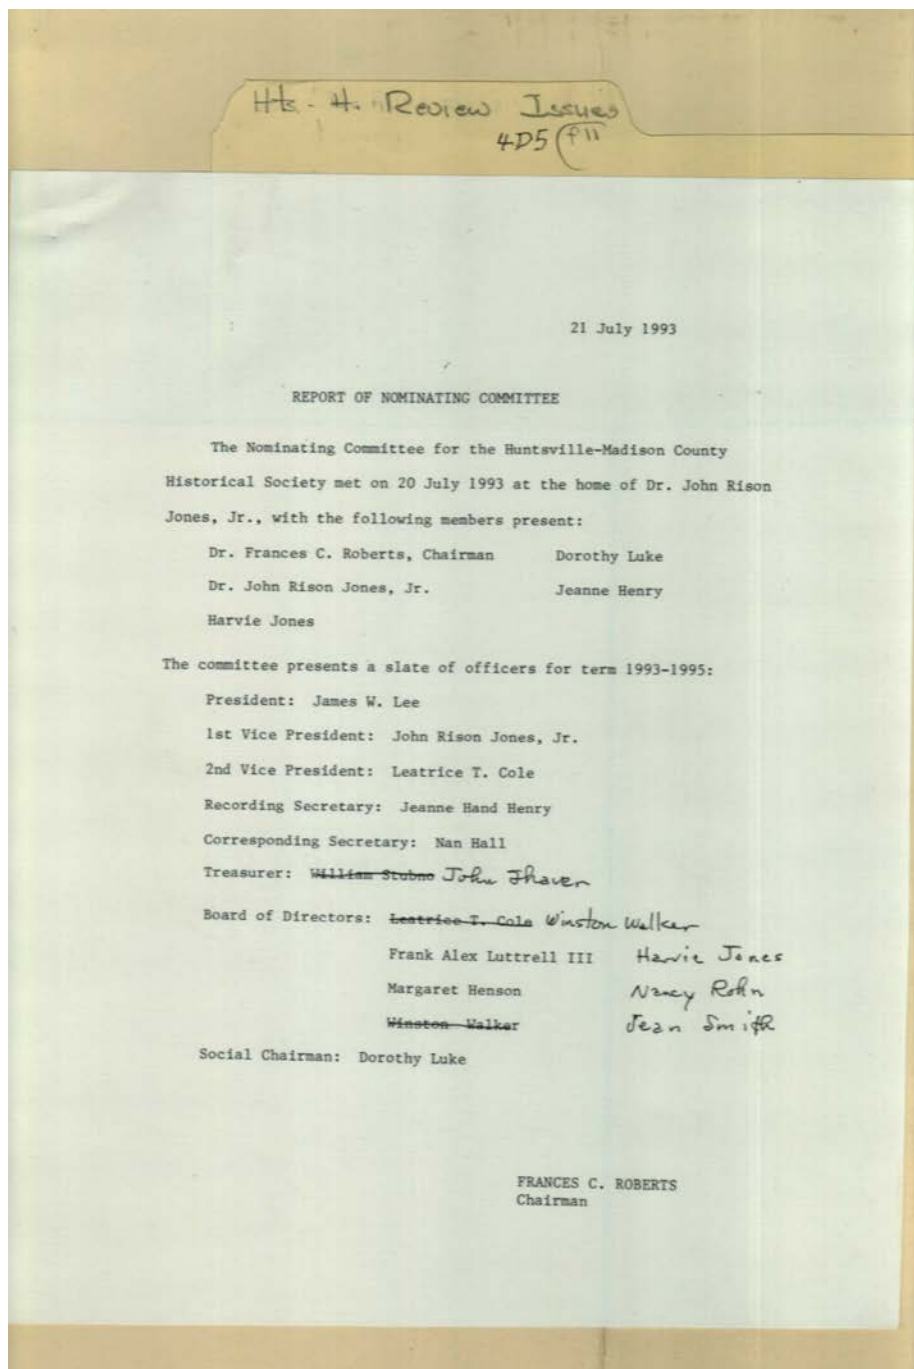 Hts - H. Review Issues
4D5 f11
21 July 1993
REPORT OF NOMINATING COMMITTEE
The Nominating Committee for the Huntsville-Madison County
Historical Society met on 20 July 1993 at the home of Dr. John Rison
Jones, Jr., with the following members present:
Dr. Frances C. Roberts, Chairman Dorothy Luke
Dr. John Rison Jones, Jr. Jeanne Henry
Harvie Jones
The committee presents a slate of officers for term 1993-1995:
President: James W. Lee
1st Vice President: John Rison Jones, Jr.
2nd Vice President: Leatrice T. Cole
Recording Secretary: Jeanne Hand Henry
Corresponding Secretary: Nan Hall
Treasurer: William Stubno John Thaver
Board of Directors: Leatrice T. Cole Winston Walker
Frank Alex Luttrell III Harvie Jones
Margaret Henson Nancy Rohn
Winston Walker Jean Smith
Social Chairman: Dorothy Luke
FRANCES C. ROBERTS
Chairman